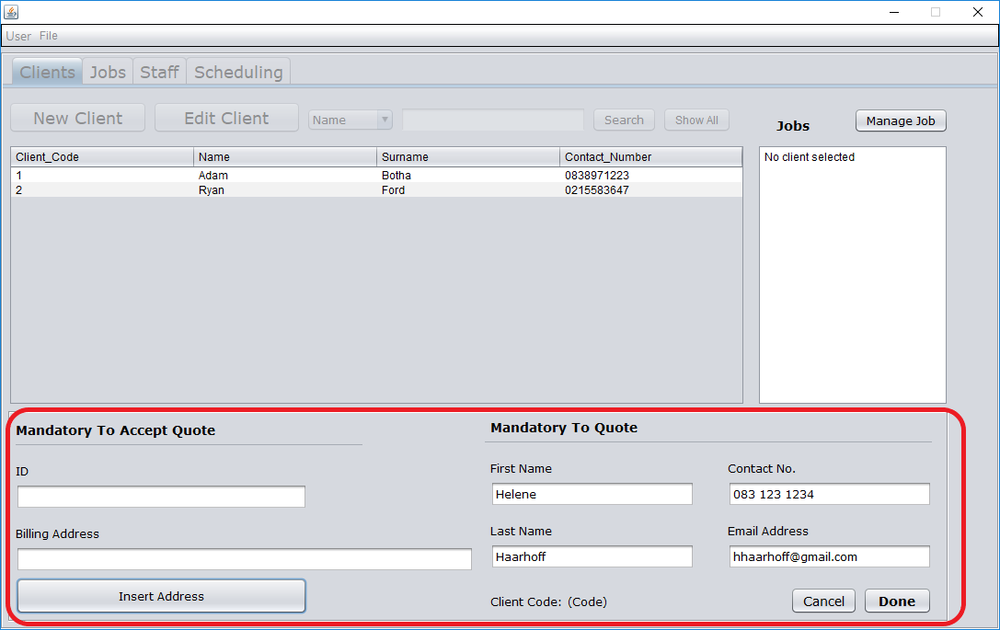 User File
Clients Jobs Staff Scheduling
New Client Edit Client Name Search Show All
Jobs Manage Job
Client_Code Name Surname Contact_Number
1 Adam Botha 0838971223
2 Ryan Ford 0215583647
No client selected
Mandatory To Accept Quote
ID
Billing Address
Insert Address
Mandatory To Quote
First Name Contact No.
Helene 083 123 1234
Last Name Email Address
Haarhoff hhaarhoff@gmail.com
Client Code: (Code) Cancel Done